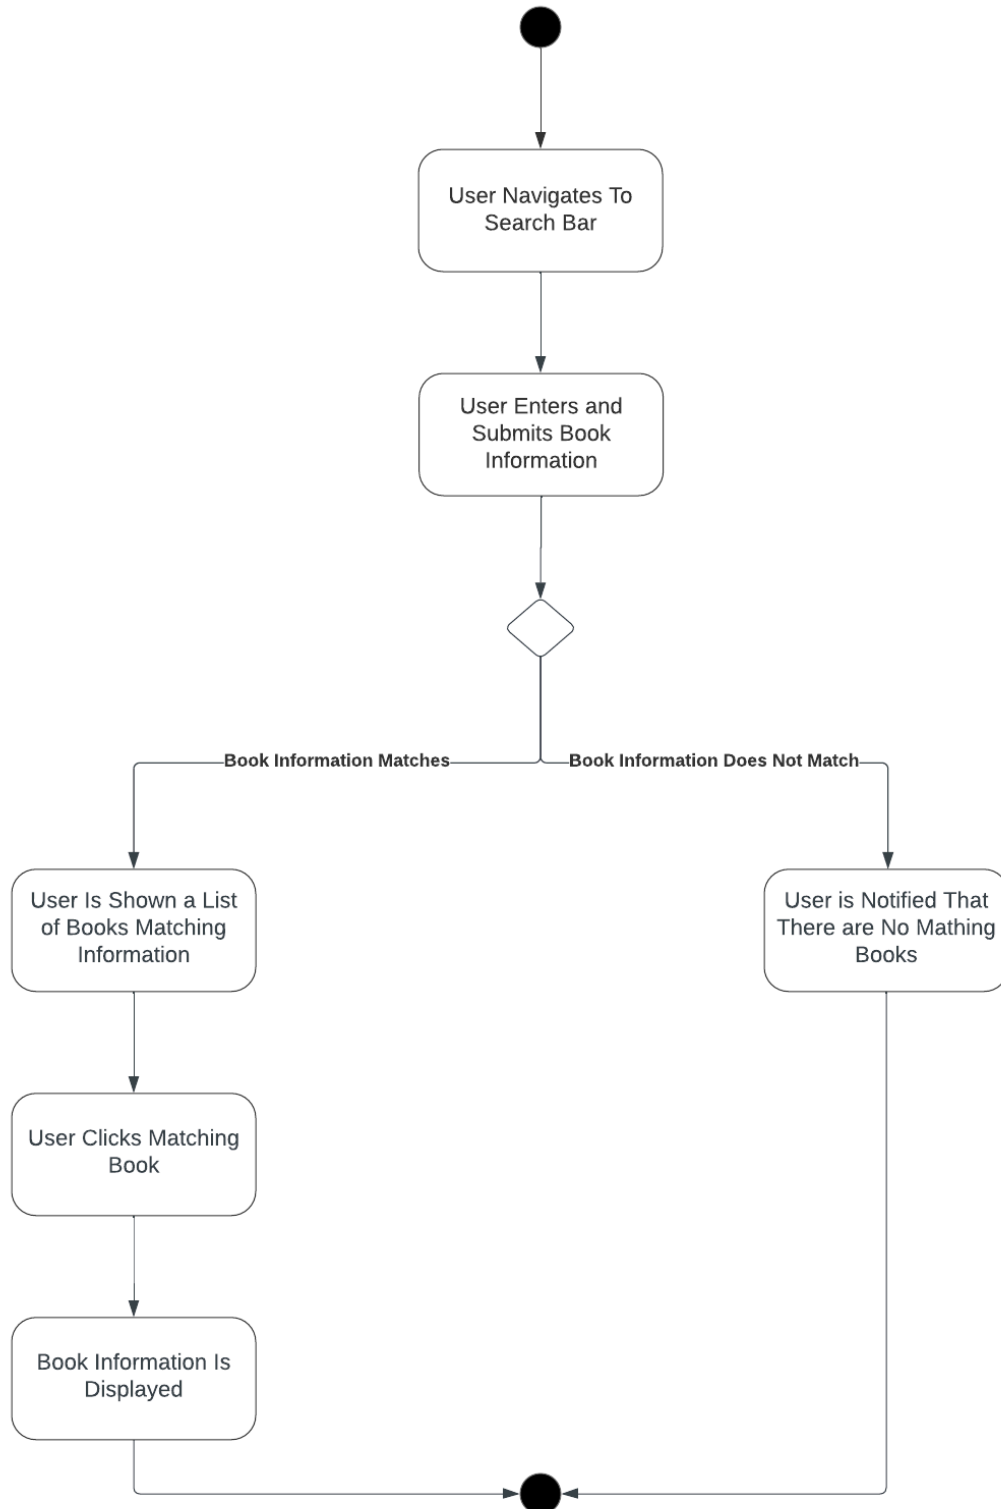 User Navigates To
Search Bar
User Enters and
Submits Book
Information
Book Information Matches
Book Information Does Not Match
User Is Shown a List
of Books Matching
Information
User is Notified That
There are No Mathing
Books
User Clicks Matching
Book
Book Information Is
Displayed